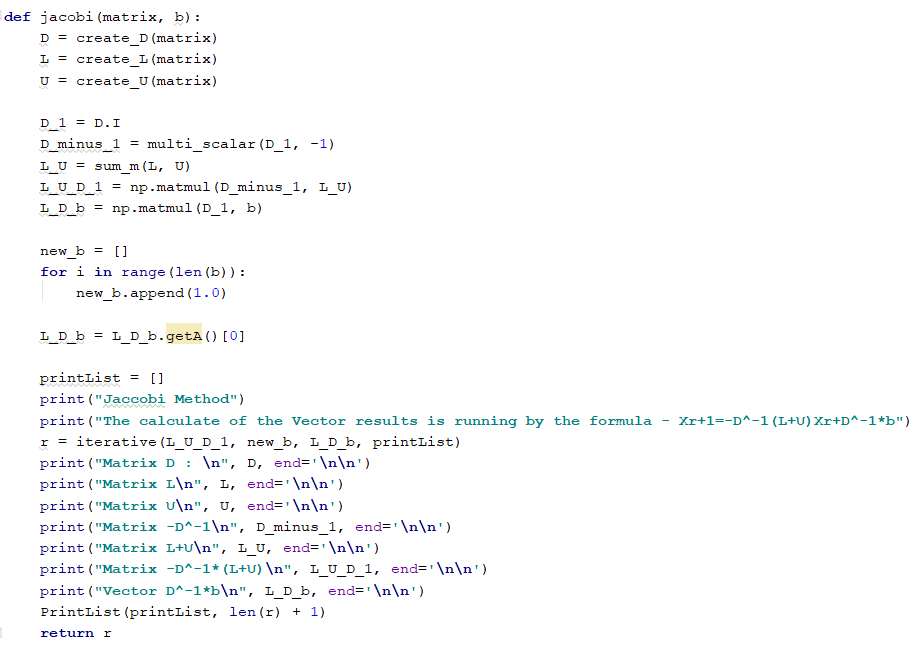 def jacobi(matrix, b):
    D = create_D(matrix)
    L = create_L(matrix)
    U = create_U(matrix)

    D_1 = D.I
    D_minus_1 = multi_scalar(D_1, -1)
    L_U = sum_m(L, U)
    L_U_D_1 = np.matmul(D_minus_1, L_U)
    L_D_b = np.matmul(D_1, b)

    new_b = []
    for i in range(len(b)):
        new_b.append(1.0)

    L_D_b = L_D_b.getA()[0]

    printList = []
    print("Jaccobi Method")
    print("The calculate of the Vector results is running by the formula - Xr+1=-D^-1(L+U)Xr+D^-1*b")
    r = iterative(L_U_D_1, new_b, L_D_b, printList)
    print("Matrix D : \n", D, end='\n\n')
    print("Matrix L\n", L, end='\n\n')
    print("Matrix U\n", U, end='\n\n')
    print("Matrix -D^-1\n", D_minus_1, end='\n\n')
    print("Matrix L+U\n", L_U, end='\n\n')
    print("Matrix -D^-1*(L+U)\n", L_U_D_1, end='\n\n')
    print("Vector D^-1*b\n", L_D_b, end='\n\n')
    PrintList(printList, len(r) + 1)
    return r